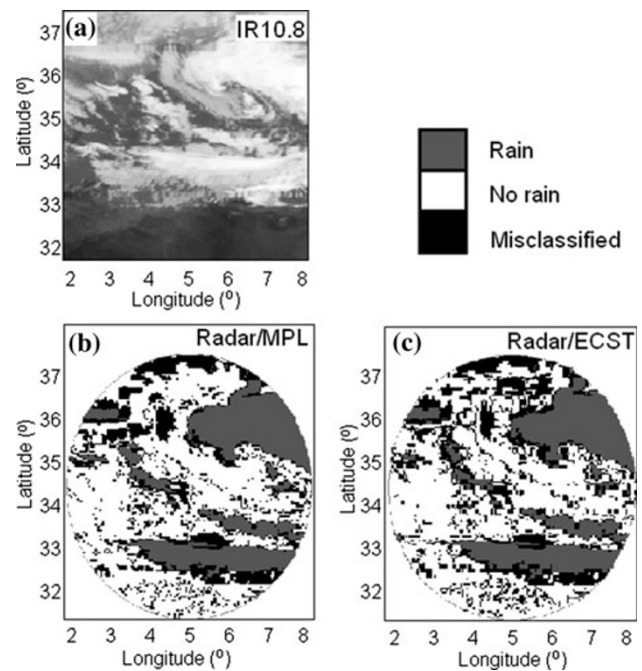 (a)
IR10.8
37
36
35
34
33
32
Latitude (º)
2 3 4 5 6 7 8
Longitude (º)
Rain
No rain
Misclassified
(b)
Radar/MPL
37
36
35
34
33
32
Latitude (º)
2 3 4 5 6 7 8
Longitude (º)
(c)
Radar/ECST
37
36
35
34
33
32
Latitude (º)
2 3 4 5 6 7 8
Longitude (º)